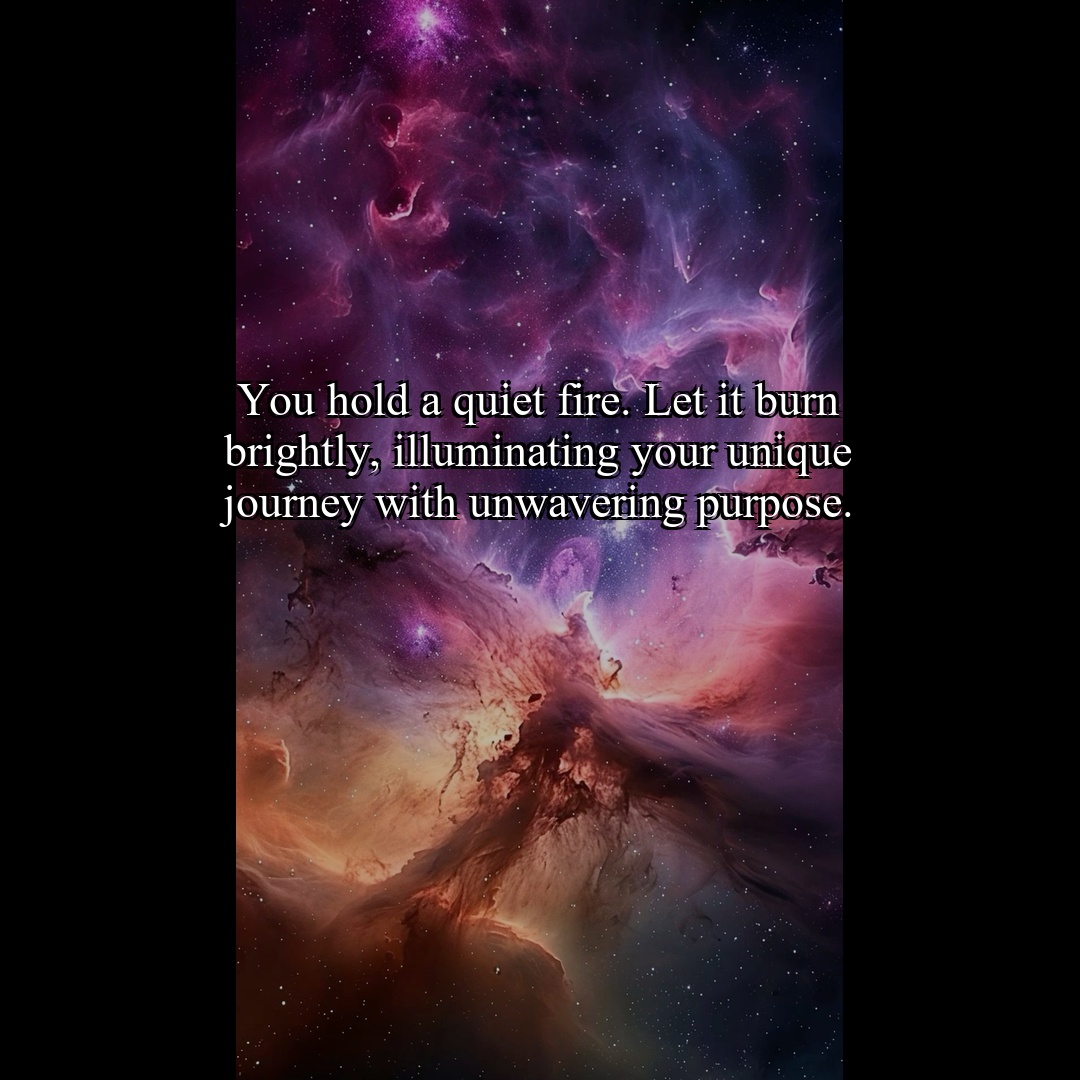 You hold a quiet fire. Let it burn
brightly, illuminating your unique
journey with unwavering purpose.